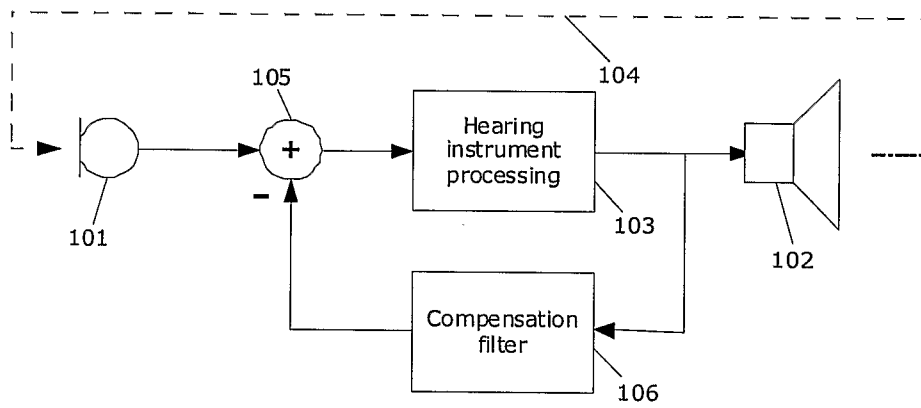 104
105
+
Hearing
instrument
processing
-
101
103
102
Compensation
filter
106